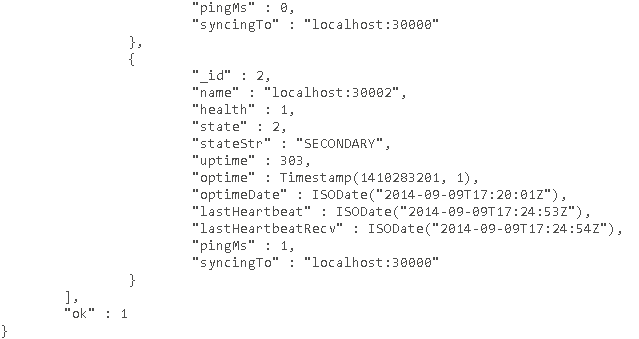 "pingMs" : 0,
"syncingTo" : "localhost:30000"
},
{
"_id" : 2,
"name" : "localhost:30002",
"health" : 1,
"state" : 2,
"stateStr" : "SECONDARY",
"uptime" : 303,
"optime" : Timestamp(1410283201, 1),
"optimeDate" : ISODate("2014-09-09T17:20:01Z"),
"lastHeartbeat" : ISODate("2014-09-09T17:24:53Z"),
"lastHeartbeatRecv" : ISODate("2014-09-09T17:24:54Z"),
"pingMs" : 1,
"syncingTo" : "localhost:30000"
}
],
"ok" : 1
}